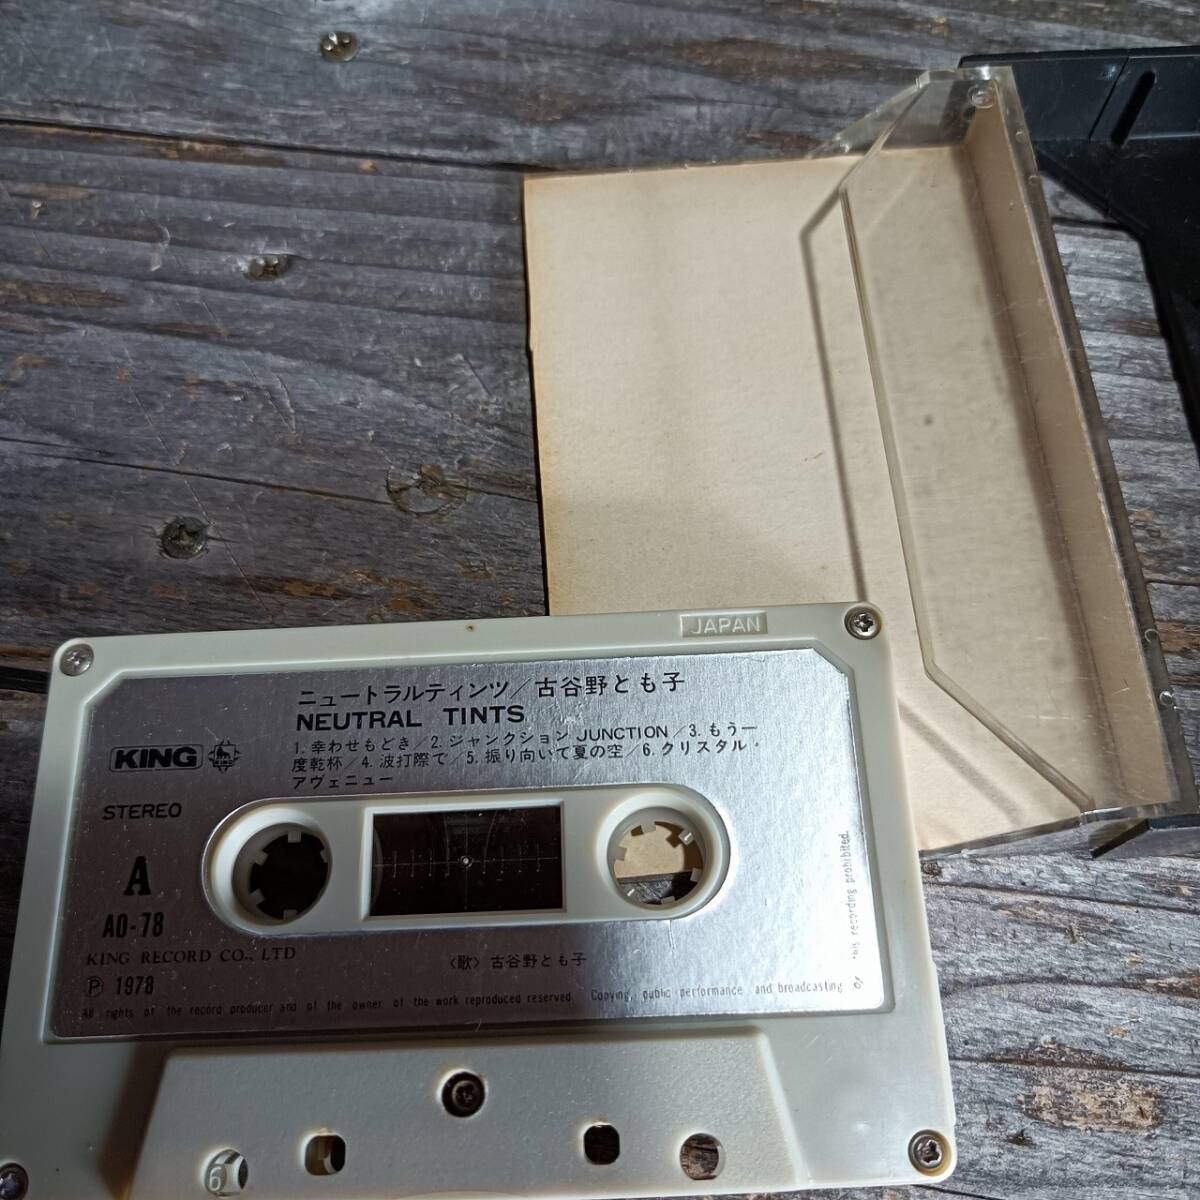 JAPAN
ニュートラルティンツ/古谷野とも子
NEUTRAL TINTS
1. 幸わせもどき/2. ジャンクション JUNCTION/3. もう一
度乾杯/4. 波打際て/5. 振り向いて夏の空/6. クリスタル・
アヴェニュー
KING
STEREO
A
AO-78
KING RECORD CO., LTD
Ⓟ 1978
〈歌〉古谷野とも子
All rights of the record producer and of the owner of the work reproduced reserved. Copying, public performance and broadcasting of this recording prohibited.